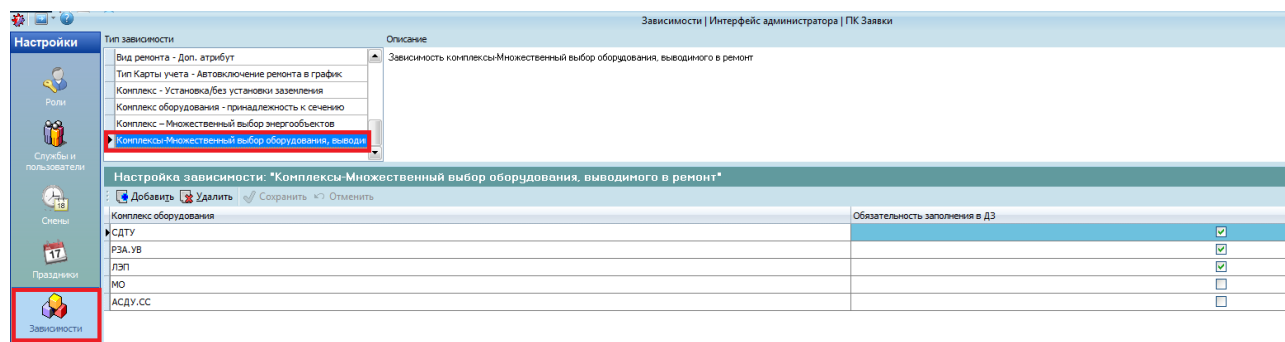 Зависимости | Интерфейс администратора | ПК Заявки
Настройки
Роли
Службы и
пользователи
18
Смены
17
Праздники
Зависимости
Тип зависимости
Вид ремонта - Доп. атрибут
Тип Карты учета - Автовключение ремонта в график
Комплекс - Установка/без установки заземления
Комплекс оборудования - принадлежность к сечению
Комплекс – Множественный выбор энергообъектов
Комплексы-Множественный выбор оборудования, выводи
Описание
Зависимость комплексы-Множественный выбор оборудования, выводимого в ремонт
Настройка зависимости: "Комплексы-Множественный выбор оборудования, выводимого в ремонт"
Добавить Удалить Сохранить Отменить
Комплекс оборудования Обязательность заполнения в ДЗ
СДТУ
РЗА.УВ
ЛЭП
МО
АСДУ.СС